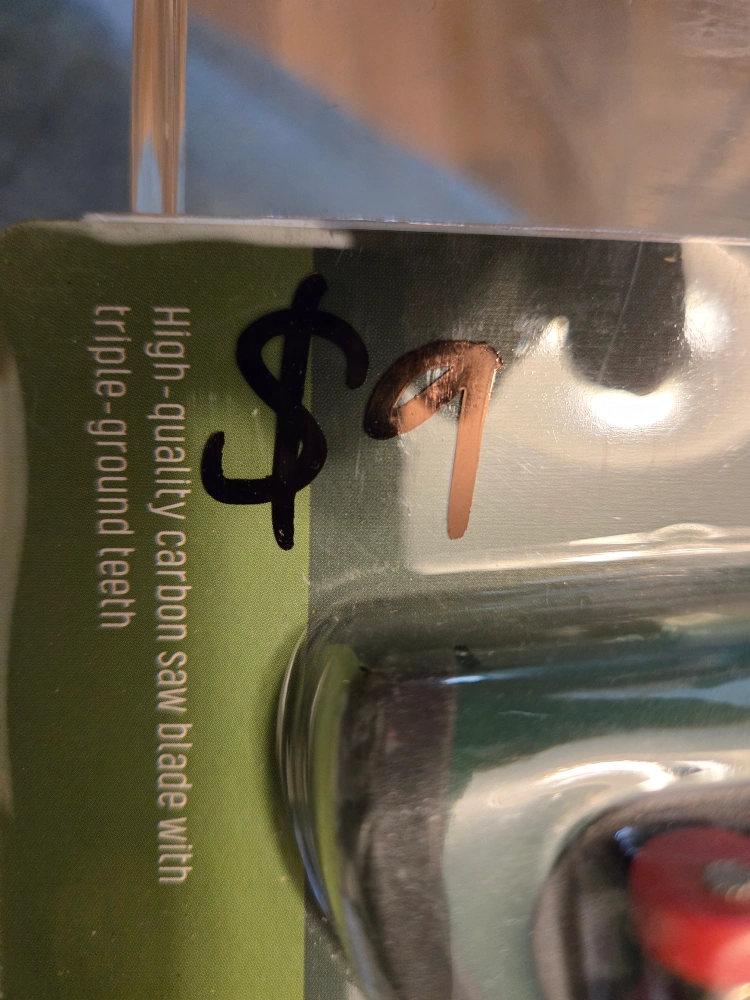 $9
High-quality carbon saw blade with
triple-ground teeth